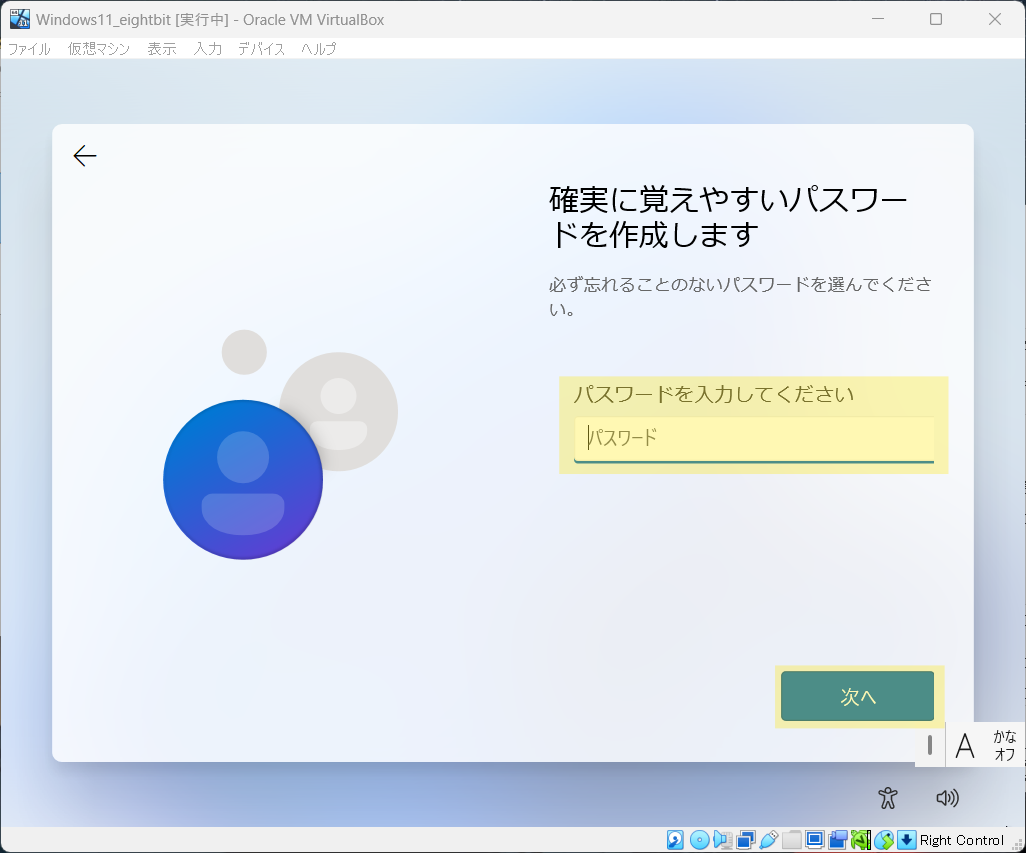 Windows11_eightbit [実行中] - Oracle VM VirtualBox
ファイル 仮想マシン 表示 入力 デバイス ヘルプ
確実に覚えやすいパスワー
ドを作成します
必ず忘れることのないパスワードを選んでくださ
い。
パスワードを入力してください
パスワード
次へ
A かな
オフ
Right Control